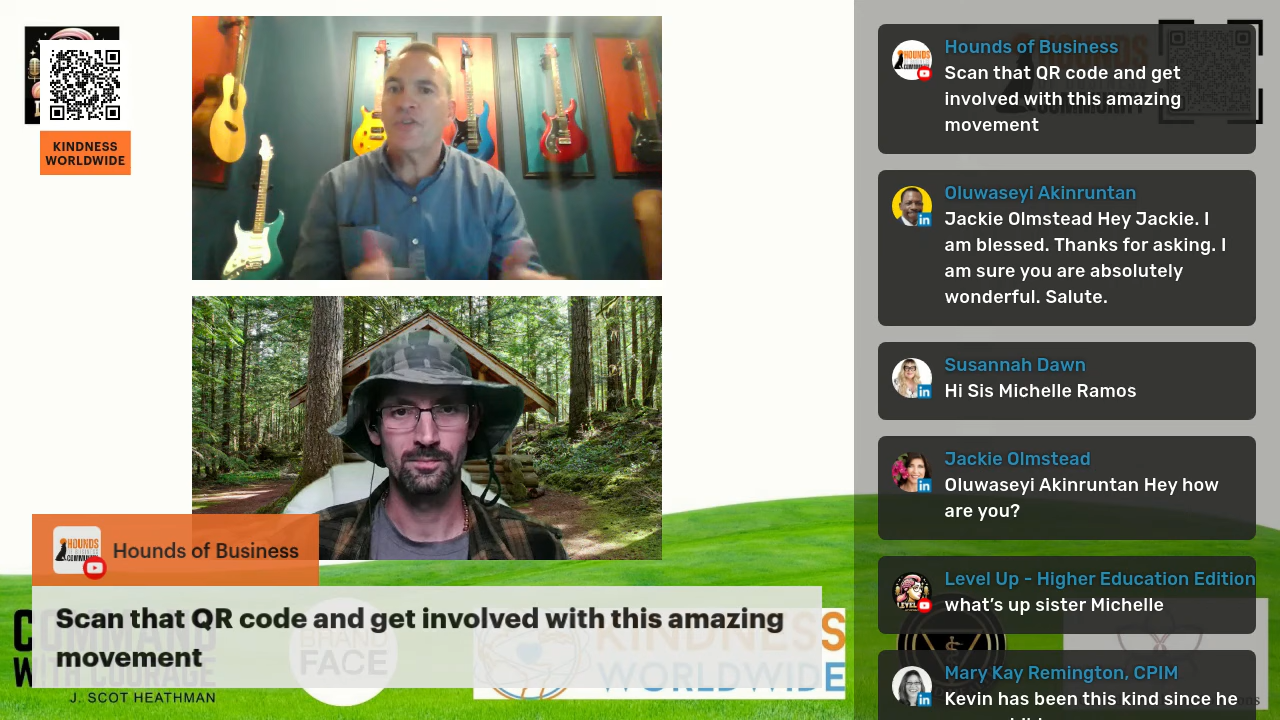 KINDNESS
WORLDWIDE
Hounds of Business
Scan that QR code and get involved with this amazing
movement
COMMAND
WITH COURAGE
J. SCOT HEATHMAN
BRAND
FACE
KINDNESS
WORLDWIDE
Hounds of Business
Scan that QR code and get
involved with this amazing
movement
Oluwaseyi Akinruntan
Jackie Olmstead Hey Jackie. I
am blessed. Thanks for asking. I
am sure you are absolutely
wonderful. Salute.
Susannah Dawn
Hi Sis Michelle Ramos
Jackie Olmstead
Oluwaseyi Akinruntan Hey how
are you?
Level Up - Higher Education Edition
what’s up sister Michelle
Mary Kay Remington, CPIM
Kevin has been this kind since he